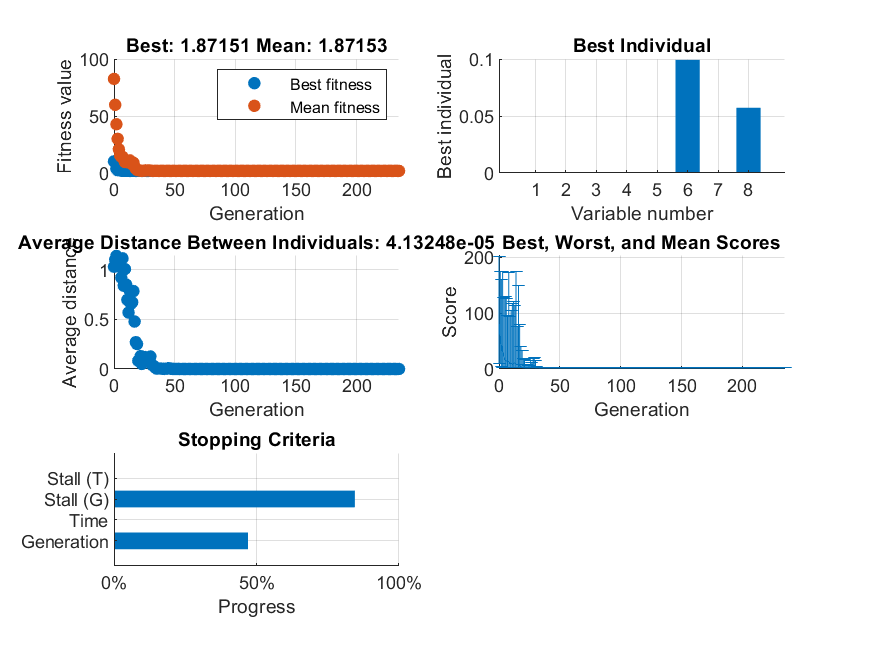 Best: 1.87151 Mean: 1.87153
Fitness value
100
50
0
Best fitness
Mean fitness
0 50 100 150 200
Generation
Best Individual
Best individual
0.1
0.05
0
1 2 3 4 5 6 7 8
Variable number
Average Distance Between Individuals: 4.13248e-05
Average distance
1
0.5
0
0 50 100 150 200
Generation
Best, Worst, and Mean Scores
Score
200
100
0
0 50 100 150 200
Generation
Stopping Criteria
Stall (T)
Stall (G)
Time
Generation
0% 50% 100%
Progress